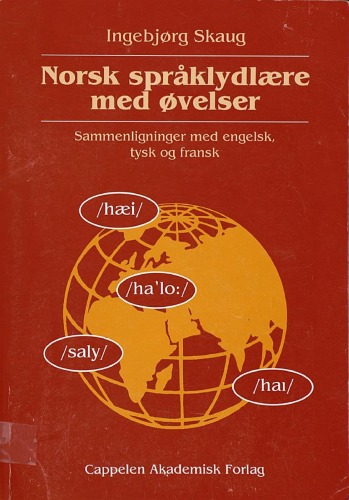 Ingebjørg Skaug
Norsk språklydlære
med øvelser
Sammenligninger med engelsk,
tysk og fransk
/hæi/
/ha'lo:/
/saly/
/haı/
Cappelen Akademisk Forlag